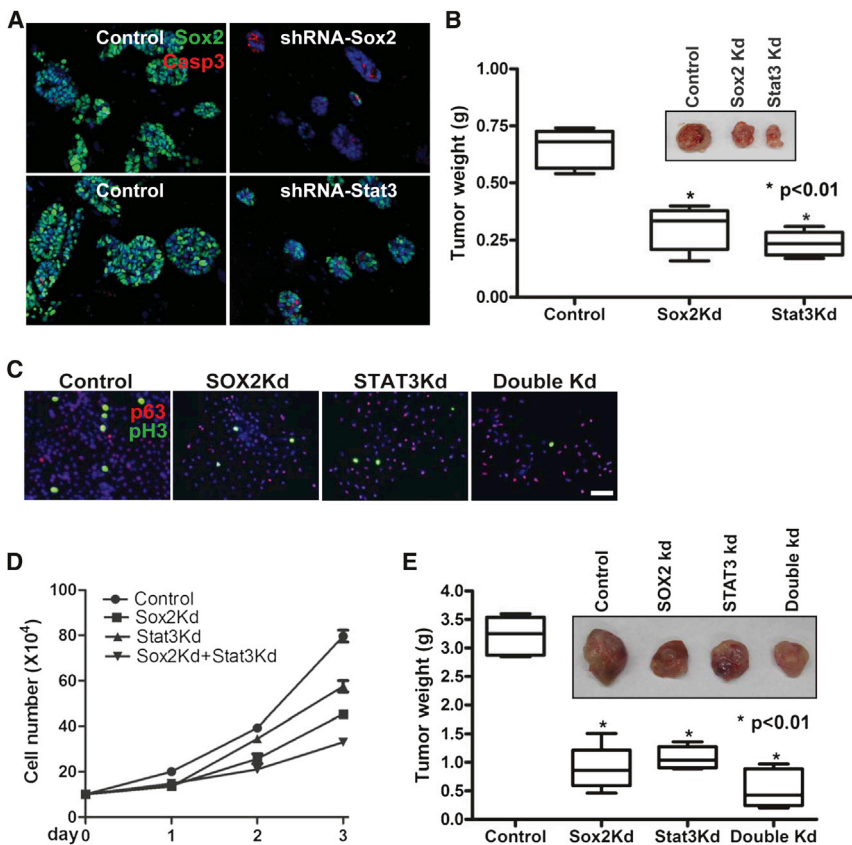 A
Control Sox2
Casp3
shRNA-Sox2
Control
shRNA-Stat3
B
Control
Sox2 Kd
Stat3 Kd
Tumor weight (g)
1.00
0.75
0.50
0.25
0.00
* p<0.01
*
*
Control
Sox2Kd
Stat3Kd
C
Control
SOX2Kd
STAT3Kd
Double Kd
p63
pH3
D
Cell number (X10⁴)
100
80
60
40
20
0
Control
Sox2Kd
Stat3Kd
Sox2Kd+Stat3Kd
day 0
1
2
3
E
Control
SOX2 kd
STAT3 kd
Double kd
Tumor weight (g)
4.0
3.5
3.0
2.5
2.0
1.5
1.0
0.5
0.0
* p<0.01
*
*
*
Control
Sox2Kd
Stat3Kd
Double Kd